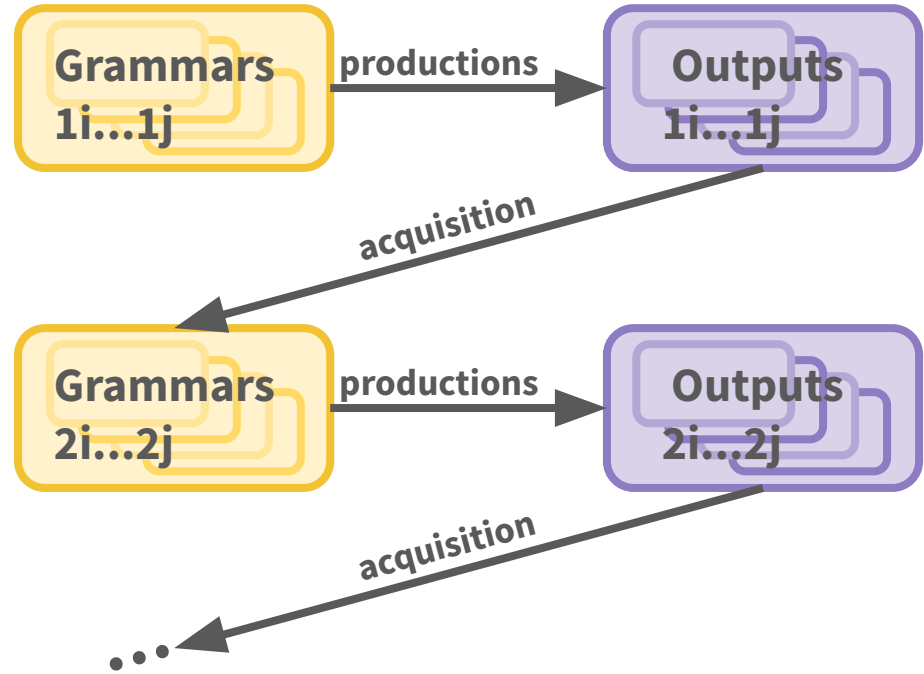 Grammars
1i...1j
productions
Outputs
1i...1j
acquisition
Grammars
2i...2j
productions
Outputs
2i...2j
acquisition
...